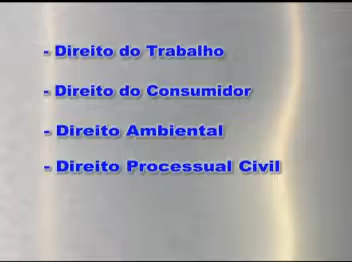 - Direito do Trabalho
- Direito do Consumidor
- Direito Ambiental
- Direito Processual Civil